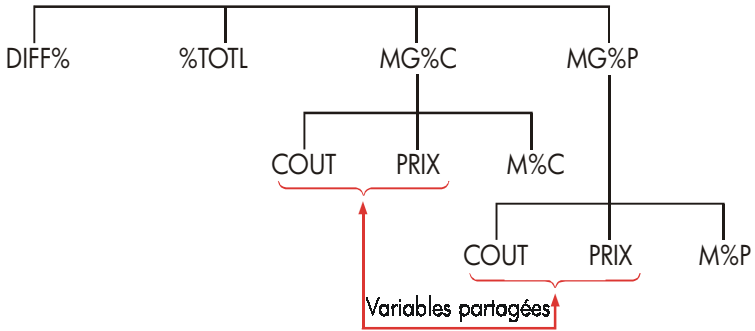 DIFF% %TOTL MG%C MG%P
COUT PRIX M%C
COUT PRIX M%P
Variables partagées